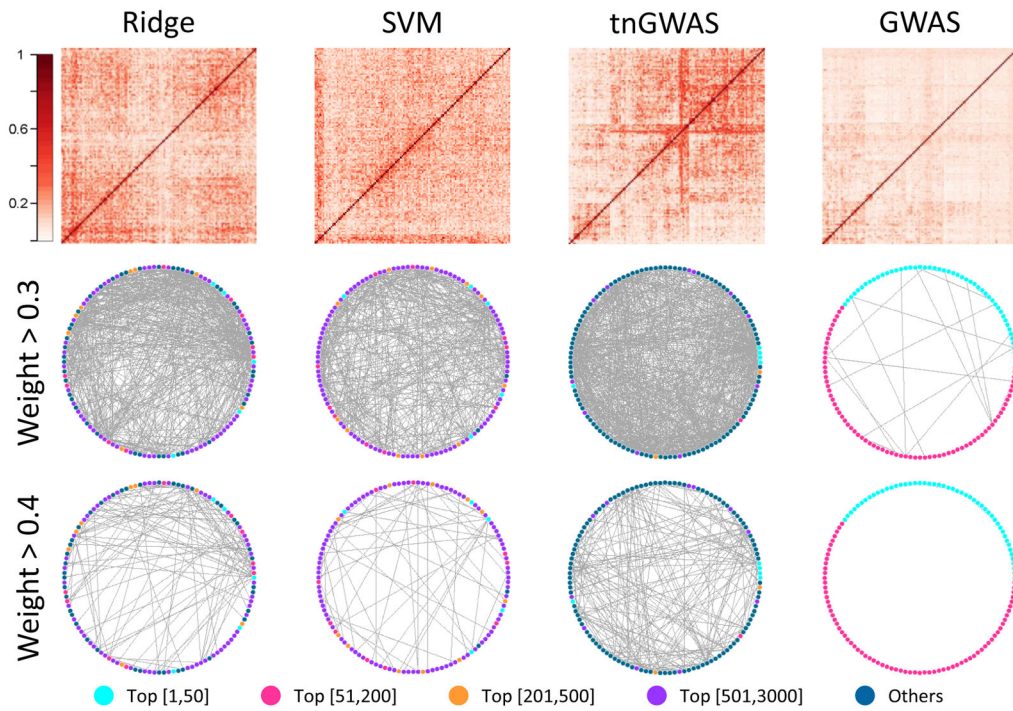 Ridge SVM tnGWAS GWAS
1
0.6
0.2
Weight > 0.3
Weight > 0.4
Top [1,50] Top [51,200] Top [201,500] Top [501,3000] Others